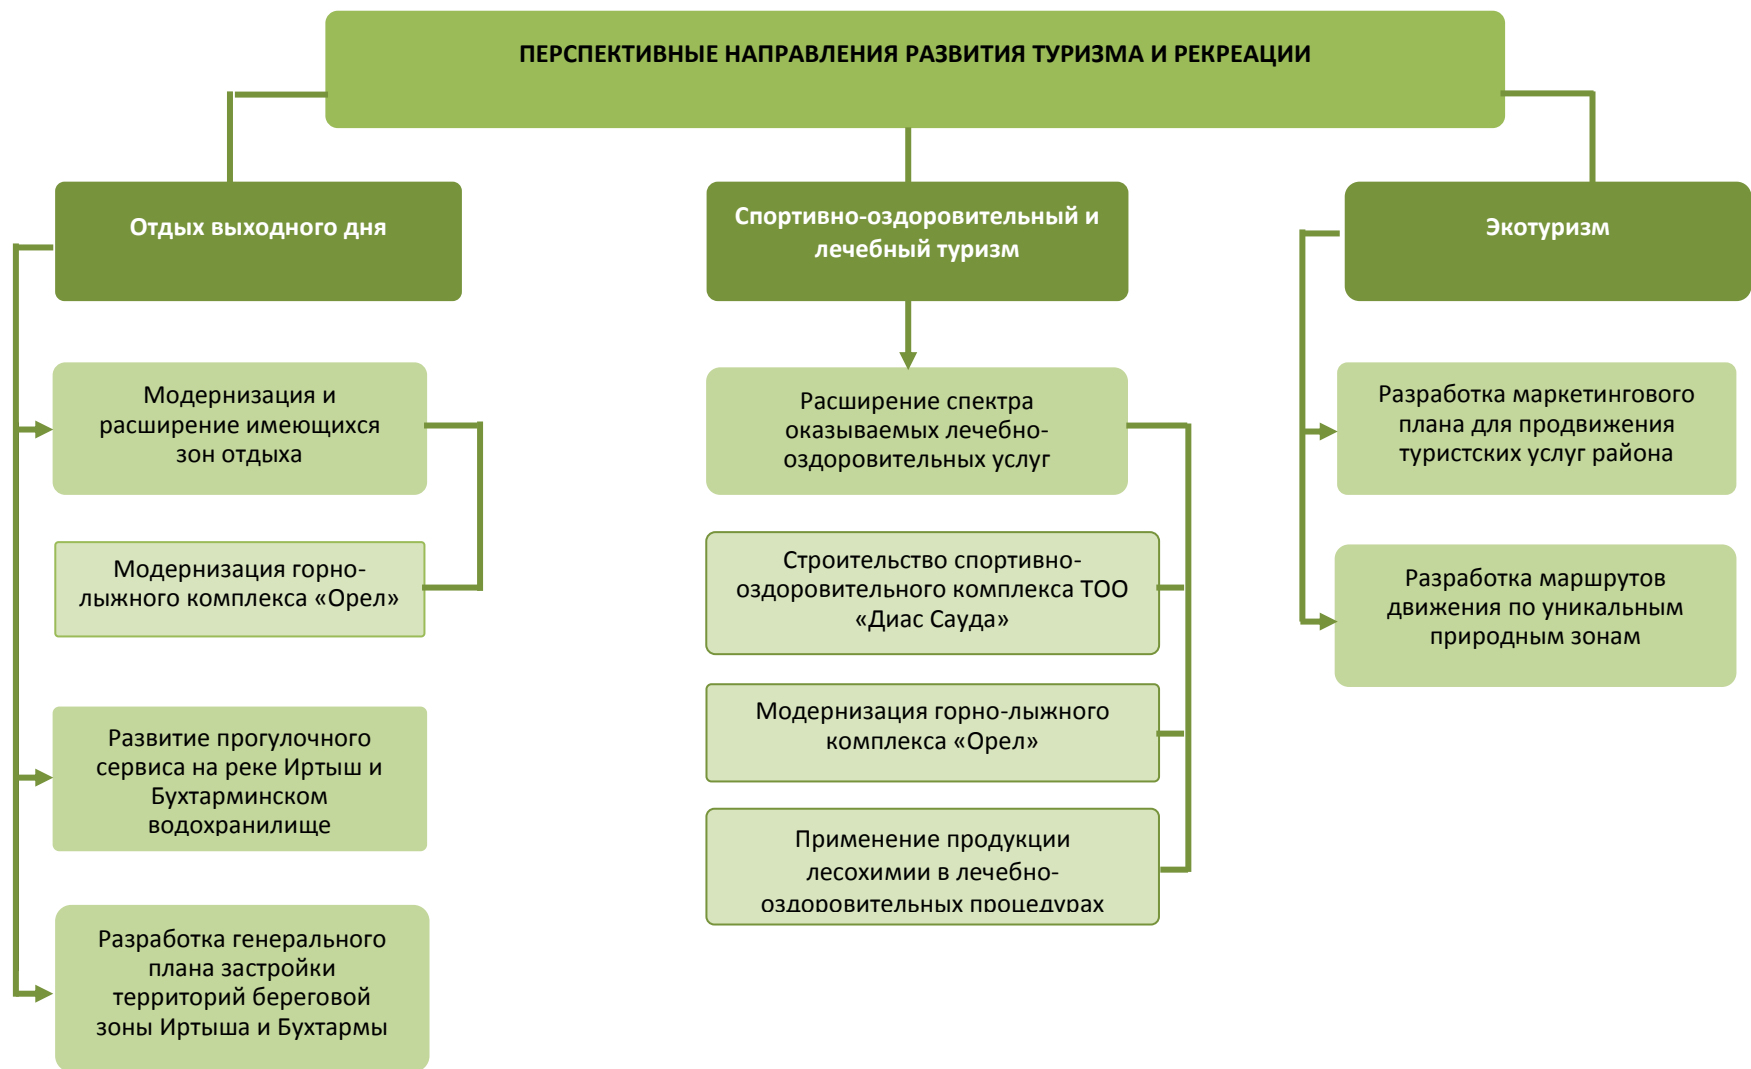 ПЕРСПЕКТИВНЫЕ НАПРАВЛЕНИЯ РАЗВИТИЯ ТУРИЗМА И РЕКРЕАЦИИ
Отдых выходного дня
Модернизация и
расширение имеющихся
зон отдыха
Модернизация горно-
лыжного комплекса «Орел»
Развитие прогулочного
сервиса на реке Иртыш и
Бухтарминском
водохранилище
Разработка генерального
плана застройки
территорий береговой
зоны Иртыша и Бухтармы
Спортивно-оздоровительный и
лечебный туризм
Расширение спектра
оказываемых лечебно-
оздоровительных услуг
Строительство спортивно-
оздоровительного комплекса ТОО
«Диас Сауда»
Модернизация горно-лыжного
комплекса «Орел»
Применение продукции
лесохимии в лечебно-
оздоровительных процедурах
Экотуризм
Разработка маркетингового
плана для продвижения
туристских услуг района
Разработка маршрутов
движения по уникальным
природным зонам